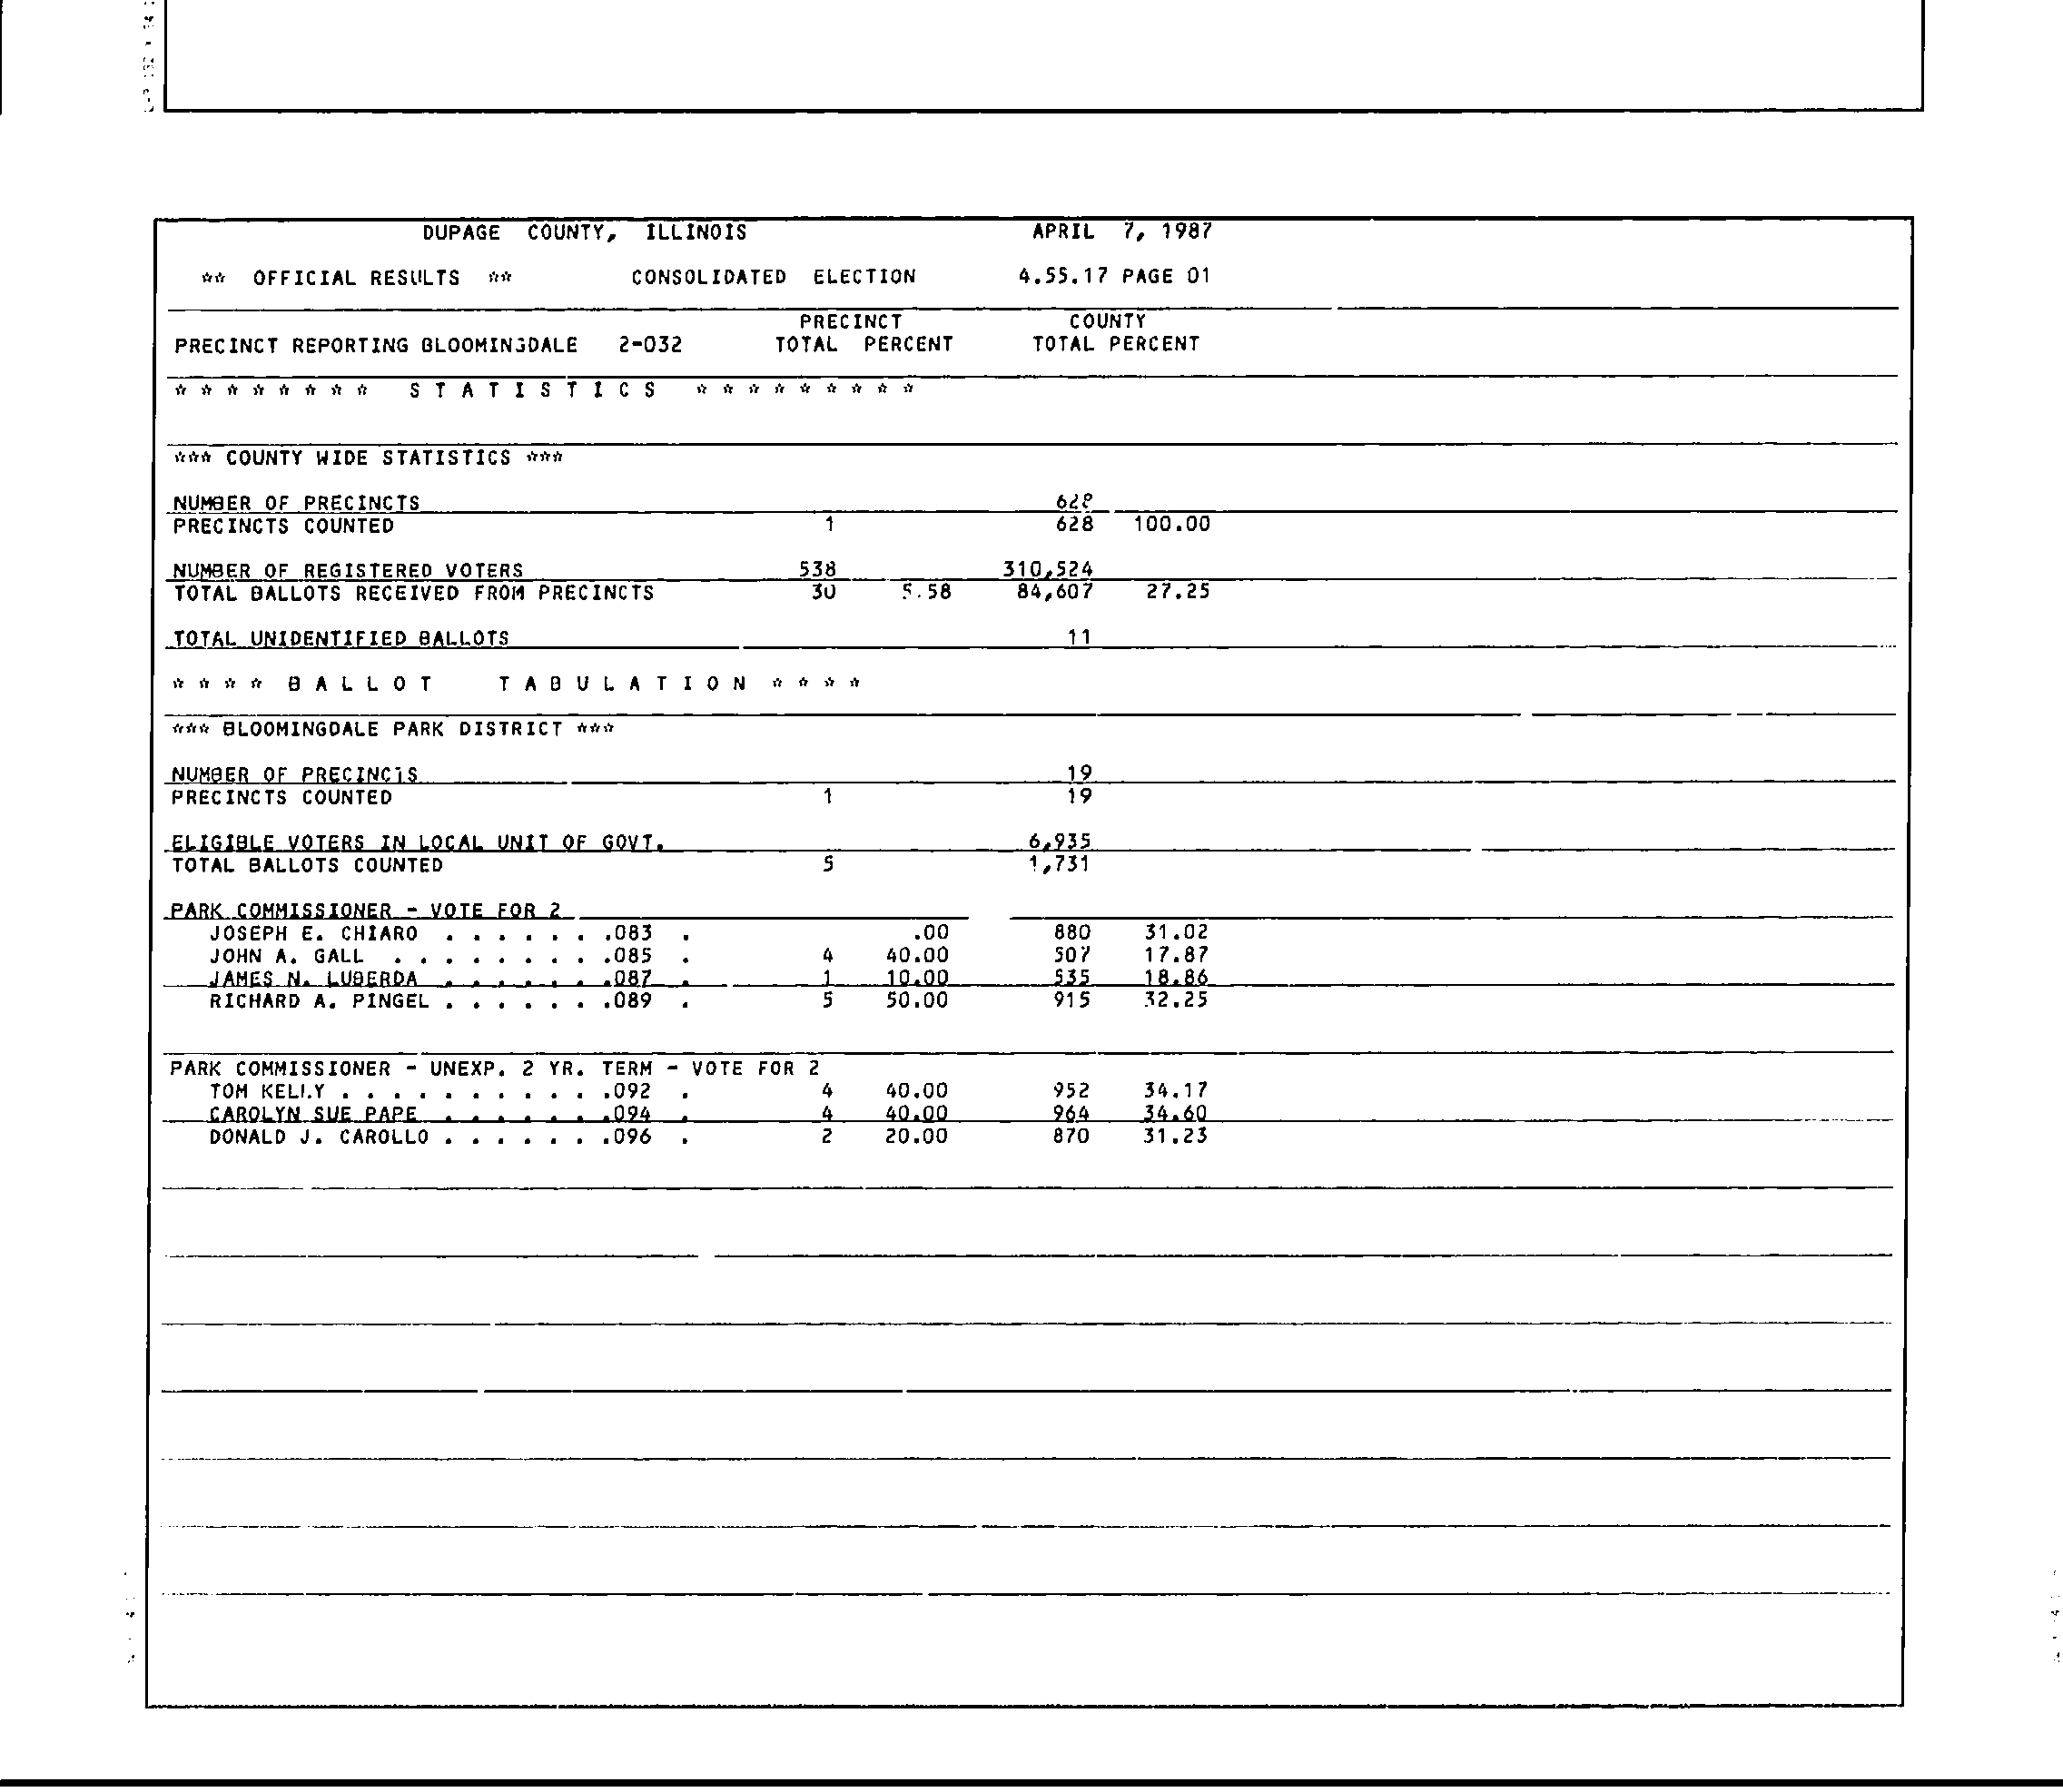 DUPAGE COUNTY, ILLINOIS APRIL 7, 1987
** OFFICIAL RESULTS ** CONSOLIDATED ELECTION 4.55.17 PAGE 01
PRECINCT COUNTY
PRECINCT REPORTING BLOOMINGDALE 2-032 TOTAL PERCENT TOTAL PERCENT
* * * * * * * * S T A T I S T I C S * * * * * * * * *
*** COUNTY WIDE STATISTICS ***
NUMBER OF PRECINCTS 628
PRECINCTS COUNTED 1 628 100.00
NUMBER OF REGISTERED VOTERS 538 310,524
TOTAL BALLOTS RECEIVED FROM PRECINCTS 30 5.58 84,607 27.25
TOTAL UNIDENTIFIED BALLOTS 11
* * * * B A L L O T T A B U L A T I O N * * * *
*** BLOOMINGDALE PARK DISTRICT ***
NUMBER OF PRECINCTS 19
PRECINCTS COUNTED 1 19
ELIGIBLE VOTERS IN LOCAL UNIT OF GOVT. 6,935
TOTAL BALLOTS COUNTED 5 1,731
PARK COMMISSIONER - VOTE FOR 2
JOSEPH E. CHIARO . . . . . . .083 . .00 880 31.02
JOHN A. GALL . . . . . . . . .085 . 4 40.00 507 17.87
JAMES N. LUBERDA . . . . . . .087 . 1 10.00 535 18.86
RICHARD A. PINGEL . . . . . . .089 . 5 50.00 915 32.25
PARK COMMISSIONER - UNEXP. 2 YR. TERM - VOTE FOR 2
TOM KELLY . . . . . . . . . . .092 . 4 40.00 952 34.17
CAROLYN SUE PAPE . . . . . . .094 . 4 40.00 964 34.60
DONALD J. CAROLLO . . . . . . .096 . 2 20.00 870 31.23